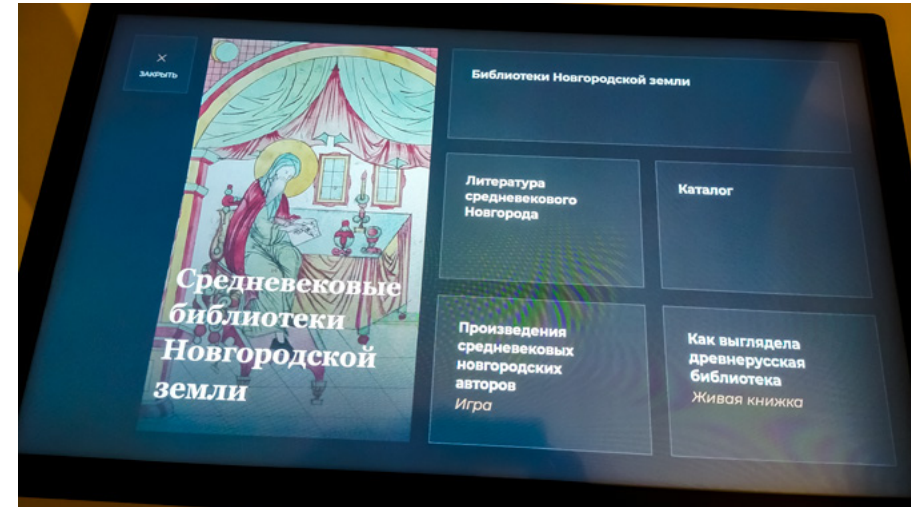 ЗАКРЫТЬ
Средневековые
библиотеки
Новгородской
земли
Библиотеки Новгородской земли
Литература
средневекового
Новгорода
Каталог
Произведения
средневековых
новгородских
авторов
Игра
Как выглядела
древнерусская
библиотека
Живая книжка